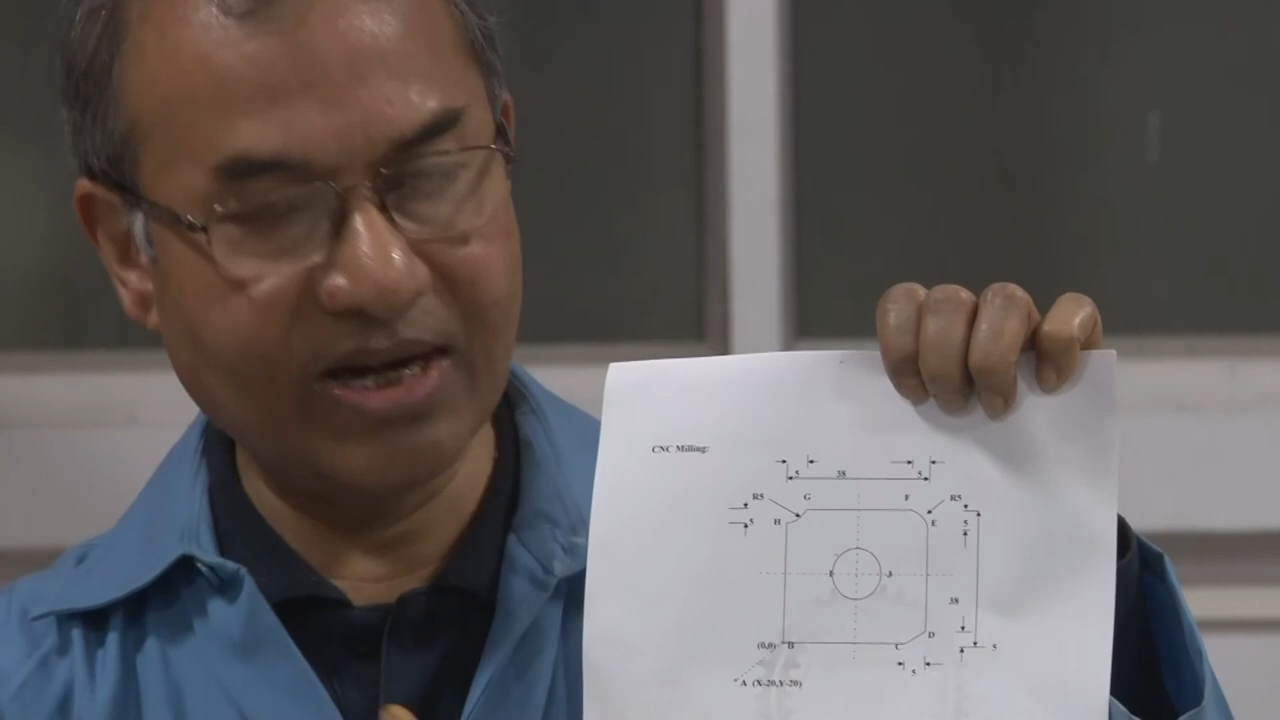 CNC Milling:
5 38 5
R5 G F R5
5 H E 5
I J
38
D
(0,0) B C 5
5
A (X-20,Y-20)